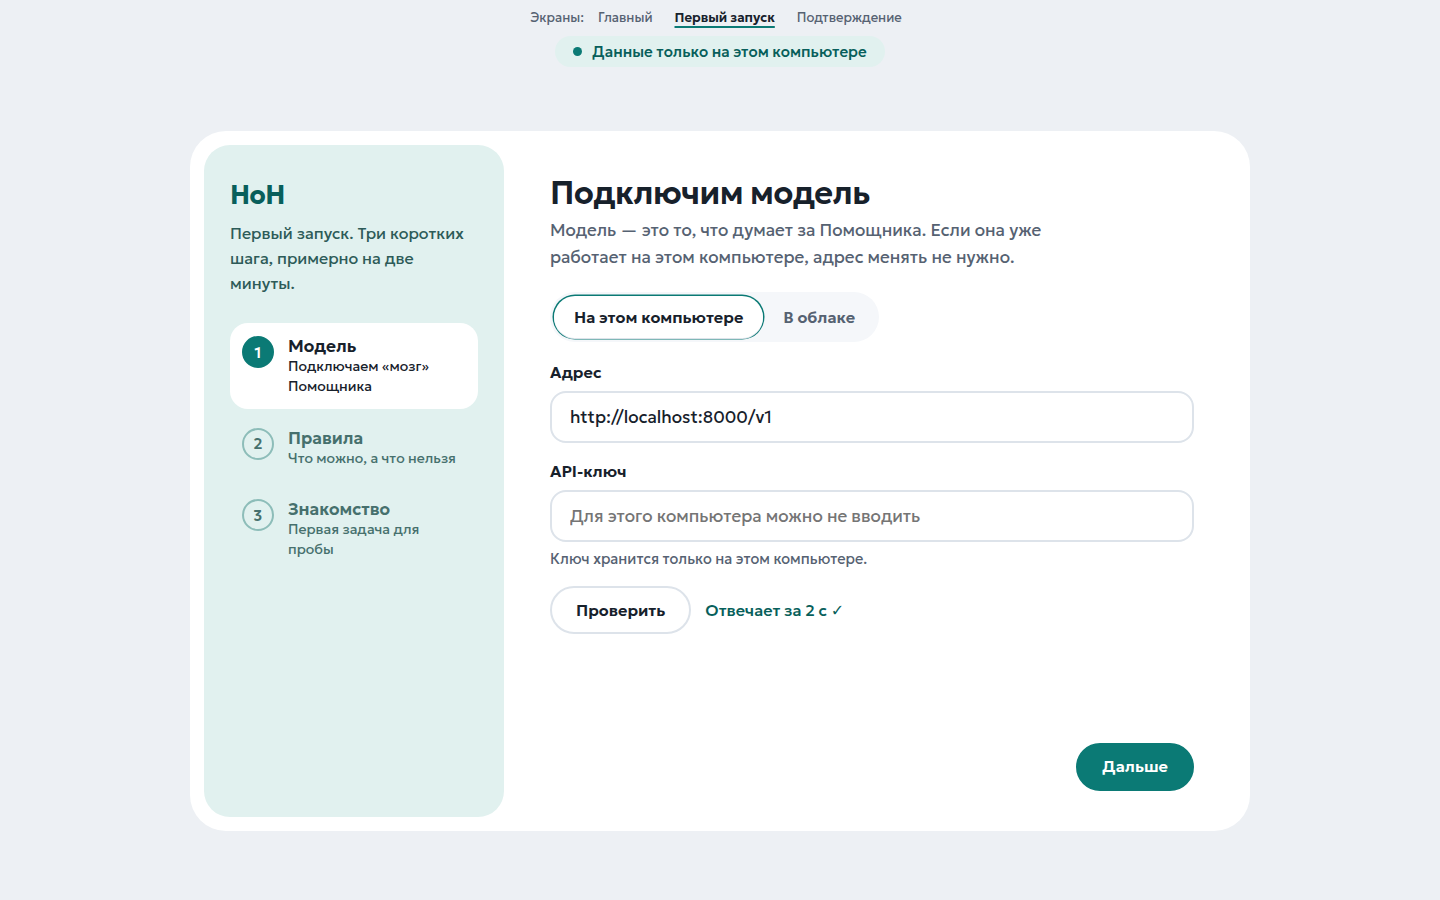 Экраны: Главный Первый запуск Подтверждение
Данные только на этом компьютере
HoH
Первый запуск. Три коротких
шага, примерно на две
минуты.
1 Модель
Подключаем «мозг»
Помощника
2 Правила
Что можно, а что нельзя
3 Знакомство
Первая задача для
пробы
Подключим модель
Модель — это то, что думает за Помощника. Если она уже
работает на этом компьютере, адрес менять не нужно.
На этом компьютере В облаке
Адрес
http://localhost:8000/v1
API-ключ
Для этого компьютера можно не вводить
Ключ хранится только на этом компьютере.
Проверить Отвечает за 2 с ✓
Дальше